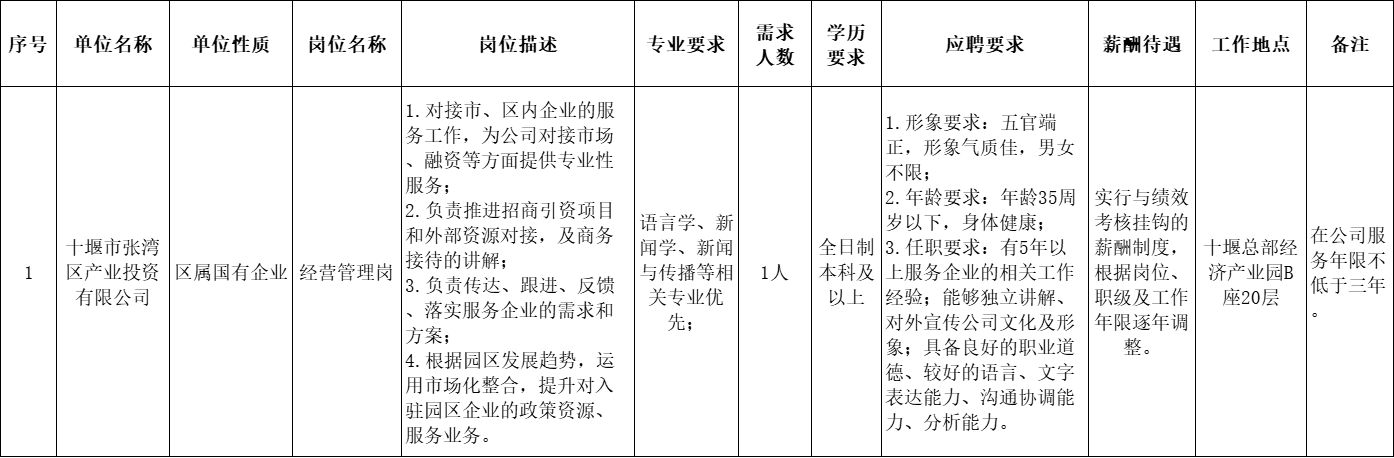 序号
单位名称
单位性质
岗位名称
岗位描述
专业要求
需求
人数
学历
要求
应聘要求
薪酬待遇
工作地点
备注
1
十堰市张湾
区产业投资
有限公司
区属国有企业
经营管理岗
1.对接市、区内企业的服
务工作，为公司对接市场
、融资等方面提供专业性
服务；
2.负责推进招商引资项目
和外部资源对接，及商务
接待的讲解；
3.负责传达、跟进、反馈
、落实服务企业的需求和
方案；
4.根据园区发展趋势，运
用市场化整合，提升对入
驻园区企业的政策资源、
服务业务。
语言学、新
闻学、新闻
与传播等相
关专业优
先；
1人
全日制
本科及
以上
1.形象要求：五官端
正，形象气质佳，男女
不限；
2.年龄要求：年龄35周
岁以下，身体健康；
3.任职要求：有5年以
上服务企业的相关工作
经验；能够独立讲解、
对外宣传公司文化及形
象；具备良好的职业道
德、较好的语言、文字
表达能力、沟通协调能
力、分析能力。
实行与绩效
考核挂钩的
薪酬制度，
根据岗位、
职级及工作
年限逐年调
整。
十堰总部经
济产业园B
座20层
在公司服
务年限不
低于三年
。